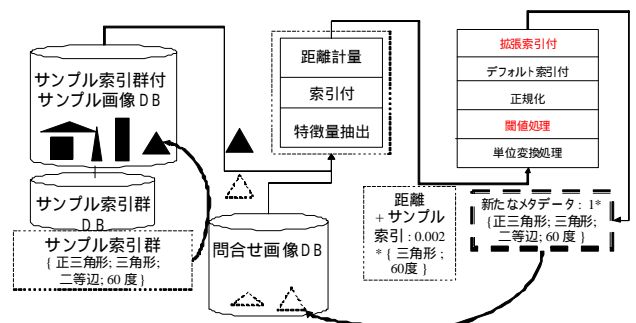 サンプル索引群付
サンプル画像DB
サンプル索引群
DB
サンプル索引群
{ 正三角形; 三角形;
二等辺; 60度 }
距離計量
索引付
特徴量抽出
問合せ画像DB
距離
+ サンプル
索引 : 0.002
* { 三角形 ;
60度 }
拡張索引付
デフォルト索引付
正規化
閾値処理
単位変換処理
新たなメタデータ : 1*
{正三角形; 三角形;
二等辺; 60度 }